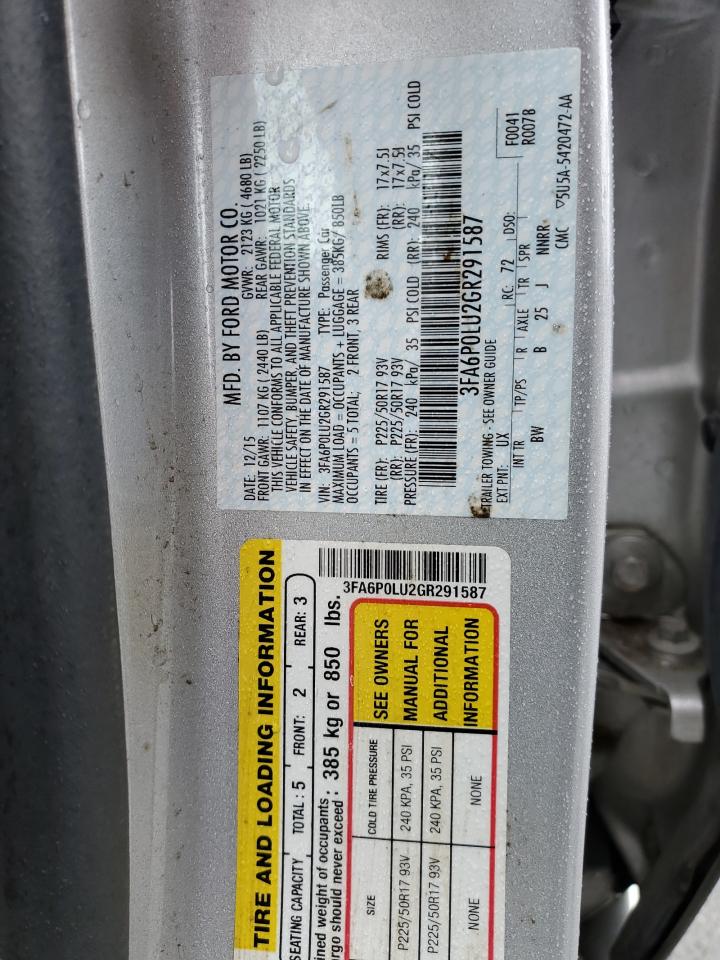 MFD. BY FORD MOTOR CO.
DATE: 12/15 GVWR: 2123 KG ( 4680 LB)
FRONT GAWR: 1107 KG ( 2440 LB) REAR GAWR: 1021 KG ( 2250 LB)
THIS VEHICLE CONFORMS TO ALL APPLICABLE FEDERAL MOTOR
VEHICLE SAFETY, BUMPER, AND THEFT PREVENTION STANDARDS
IN EFFECT ON THE DATE OF MANUFACTURE SHOWN ABOVE.
VIN: 3FA6P0LU2GR291587 TYPE: Passenger Car
MAXIMUM LOAD = OCCUPANTS + LUGGAGE = 385KG/ 850LB
OCCUPANTS = 5 TOTAL; 2 FRONT, 3 REAR
TIRE (FR): P225/50R17 93V RIMS (FR): 17x7.5J
(RR): P225/50R17 93V (RR): 17x7.5J
PRESSURE (FR): 240 kPa/ 35 PSI COLD (RR): 240 kPa/ 35 PSI COLD
3FA6P0LU2GR291587
TRAILER TOWING - SEE OWNER GUIDE
F0041
R0078
EXT PNT: UX RC: 72 DSO:
INT TR TP/PS R AXLE TR SPR
BW B 25 J NNRR
CMC 5U5A-5420472-AA
TIRE AND LOADING INFORMATION
SEATING CAPACITY TOTAL : 5 FRONT: 2 REAR: 3
ined weight of occupants :
rgo should never exceed : 385 kg or 850 lbs.
3FA6P0LU2GR291587
SIZE COLD TIRE PRESSURE
P225/50R17 93V 240 KPA, 35 PSI
P225/50R17 93V 240 KPA, 35 PSI
NONE NONE
SEE OWNERS
MANUAL FOR
ADDITIONAL
INFORMATION